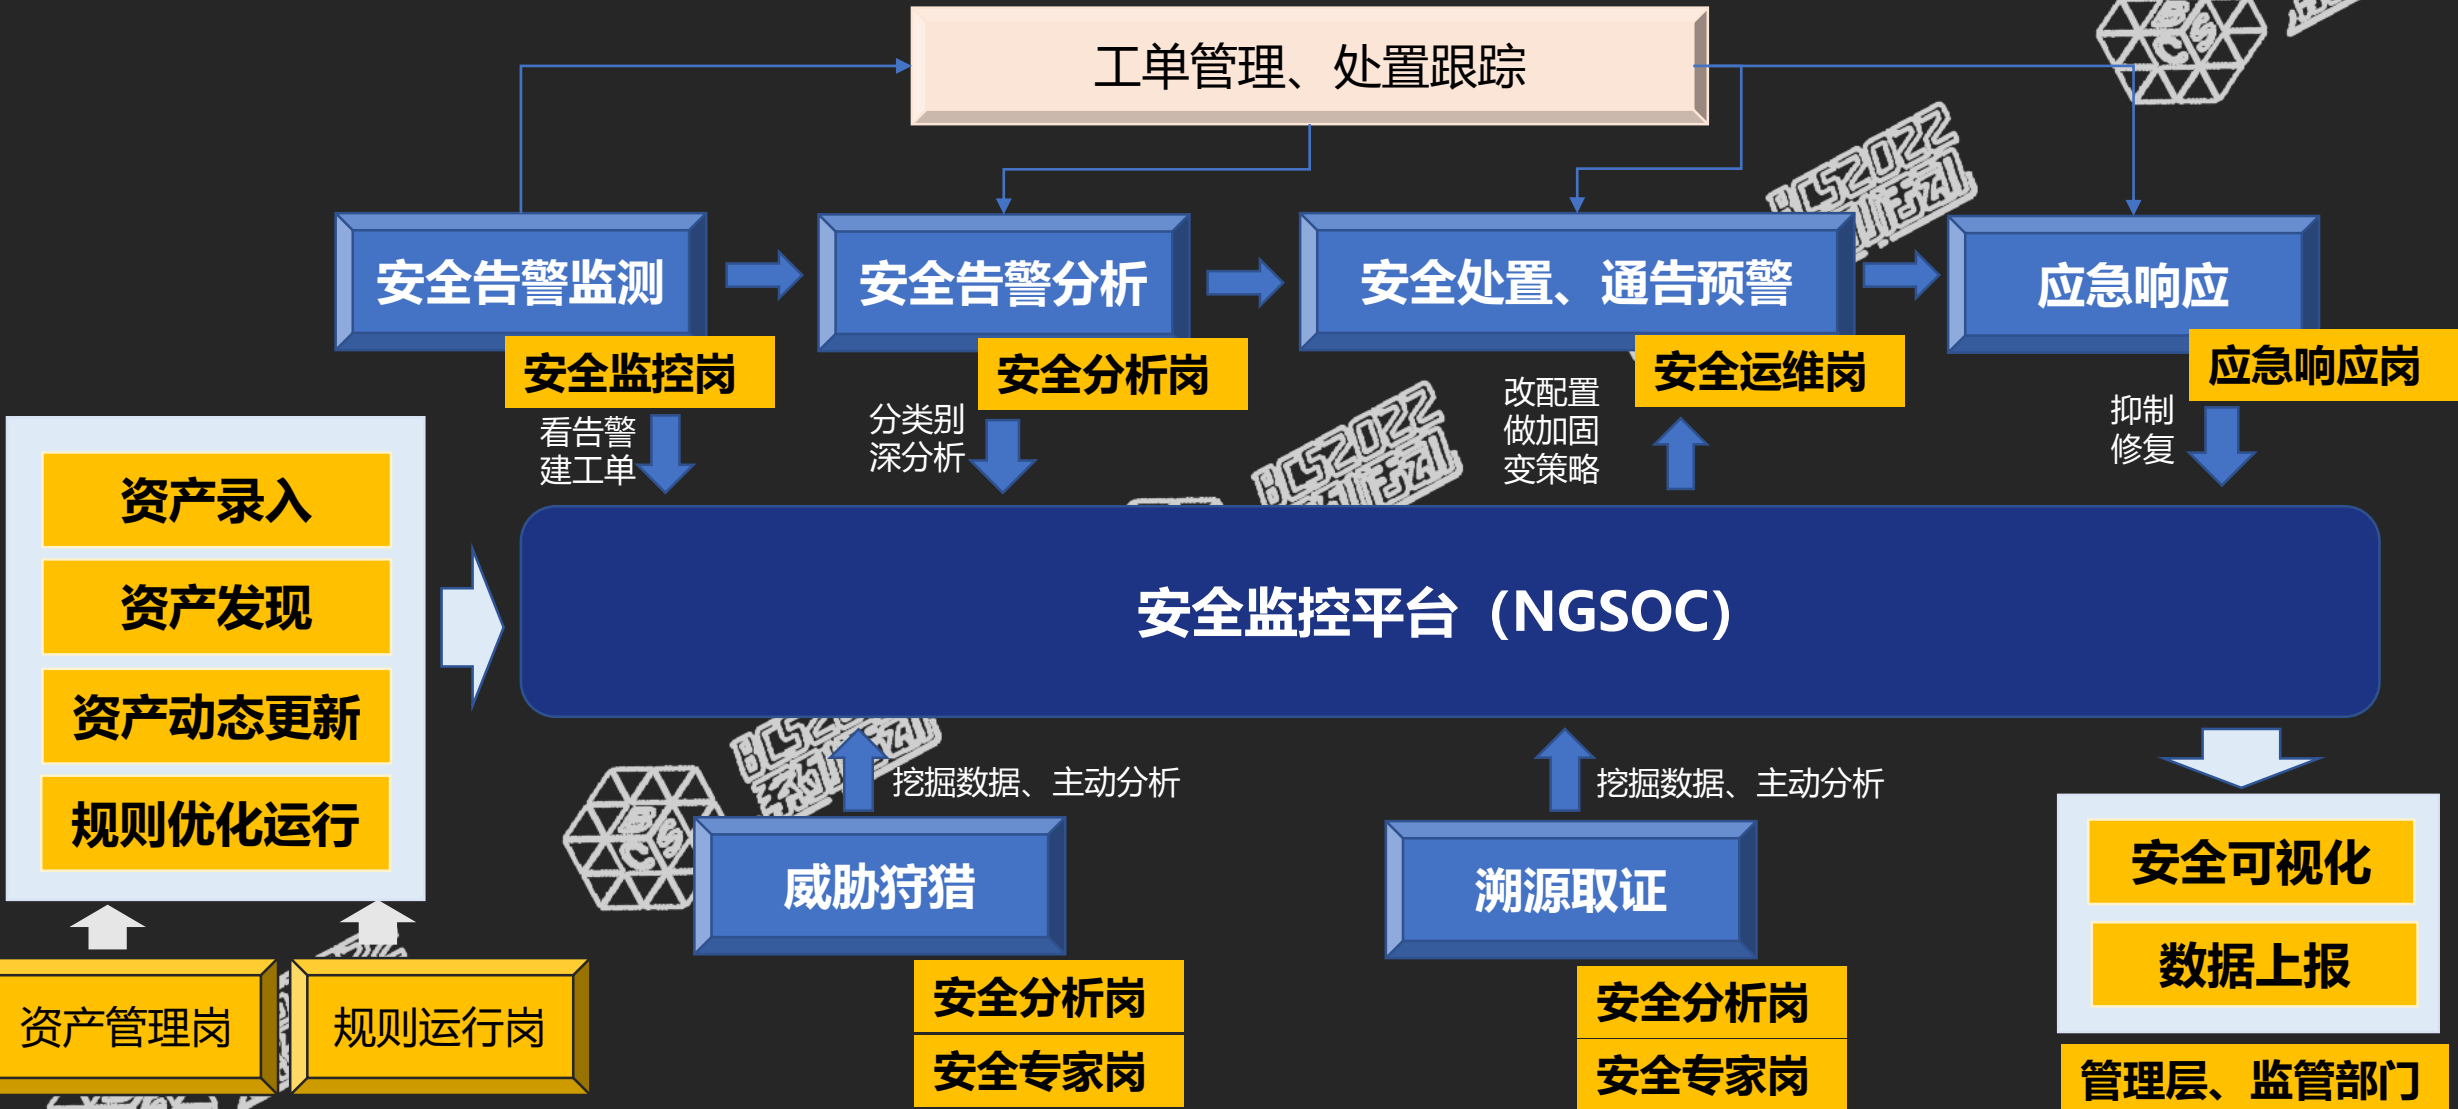 工单管理、处置跟踪
安全告警监测
安全告警分析
安全处置、通告预警
应急响应
安全监控岗
安全分析岗
安全运维岗
应急响应岗
看告警
建工单
分类别
深分析
改配置
做加固
变策略
抑制
修复
资产录入
资产发现
资产动态更新
规则优化运行
安全监控平台（NGSOC）
挖掘数据、主动分析
挖掘数据、主动分析
威胁狩猎
溯源取证
安全可视化
数据上报
资产管理岗
规则运行岗
安全分析岗
安全专家岗
安全分析岗
安全专家岗
管理层、监管部门
BCS2022
BCS2022
BCS